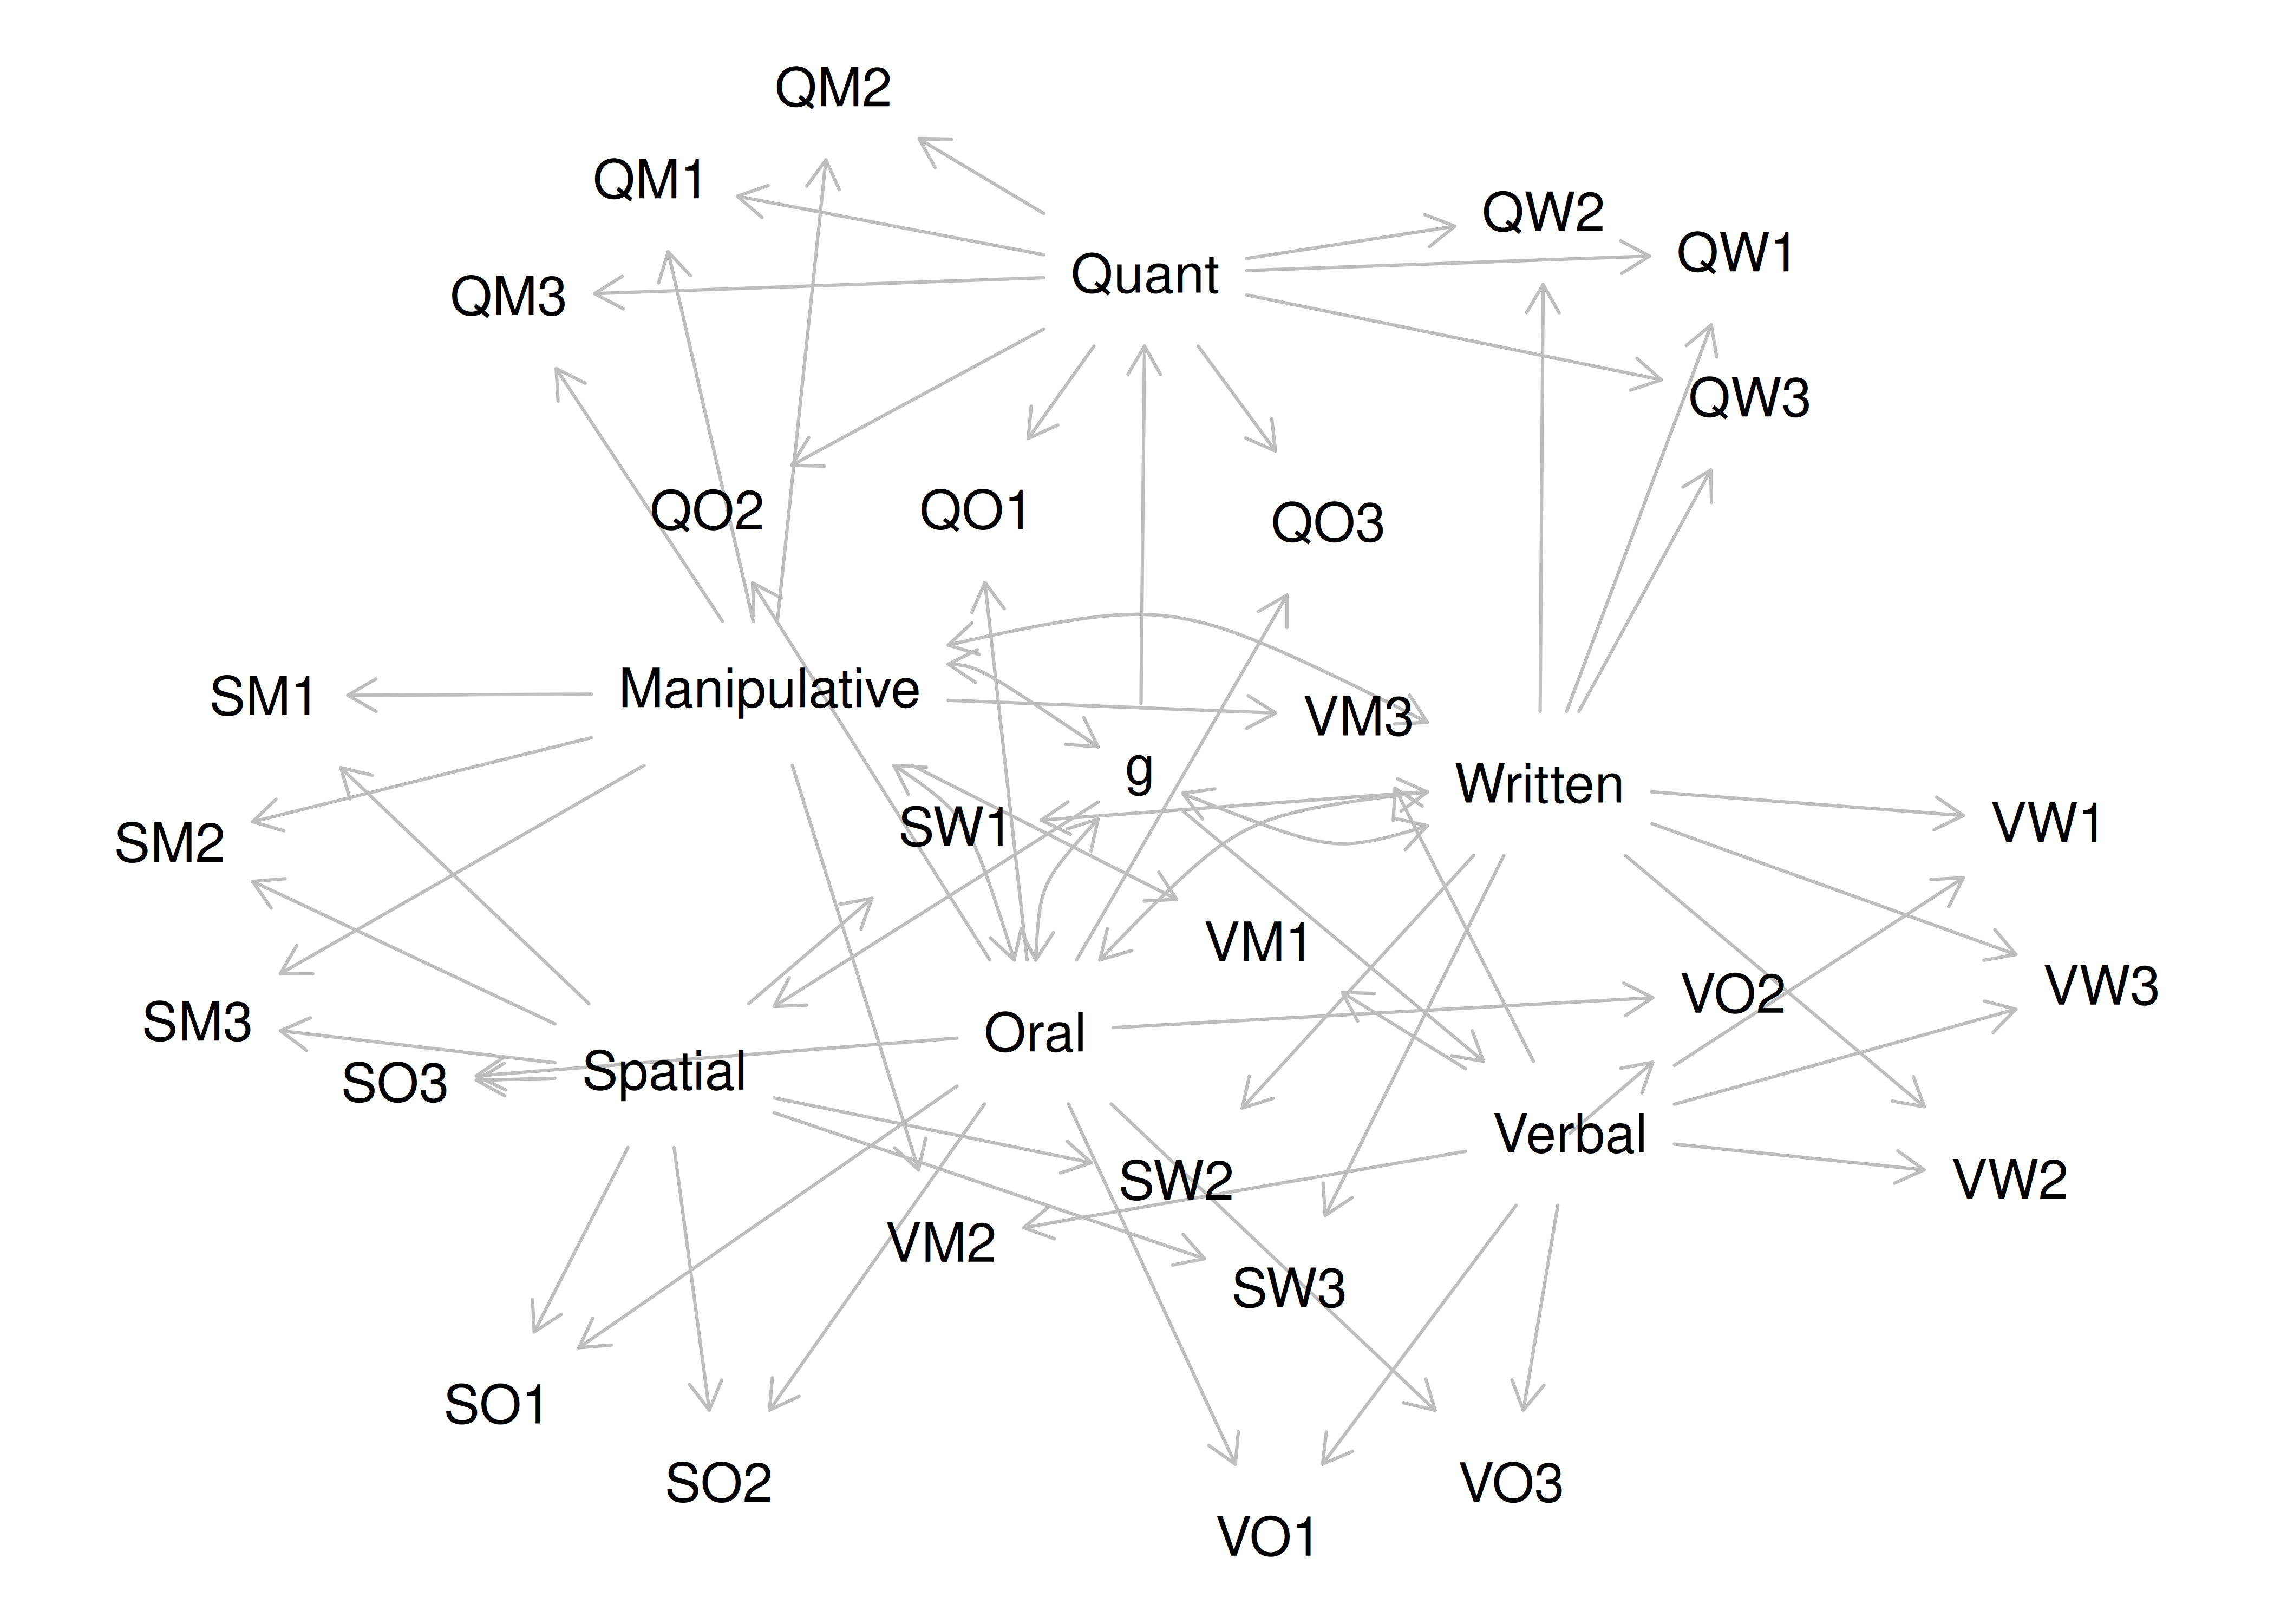 QM2
QM1
QW2
QW1
Quant
QM3
QW3
QO2
QO1
QO3
SM1
Manipulative
VM3
g
Written
SW1
VW1
SM2
VM1
VW3
VO2
SM3
Oral
SO3
Spatial
Verbal
SW2
VW2
VM2
SW3
SO1
SO2
VO3
VO1